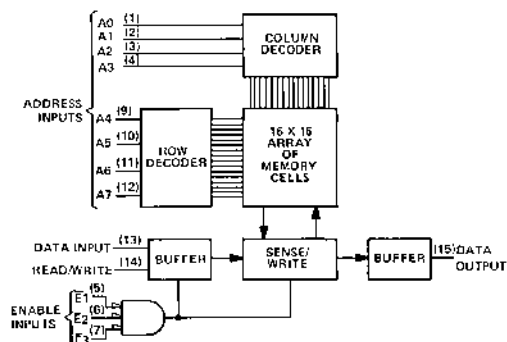 A0 (1)
A1 (2)
A2 (3)
A3 (4)
COLUMN
DECODER
ADDRESS
INPUTS
A4 (9)
A5 (10)
A6 (11)
A7 (12)
ROW
DECODER
16 X 16
ARRAY
OF
MEMORY
CELLS
DATA INPUT (13)
READ/WRITE (14)
BUFFER
SENSE/
WRITE
BUFFER
(15) DATA
OUTPUT
ENABLE
INPUTS
E1 (5)
E2 (6)
E3 (7)